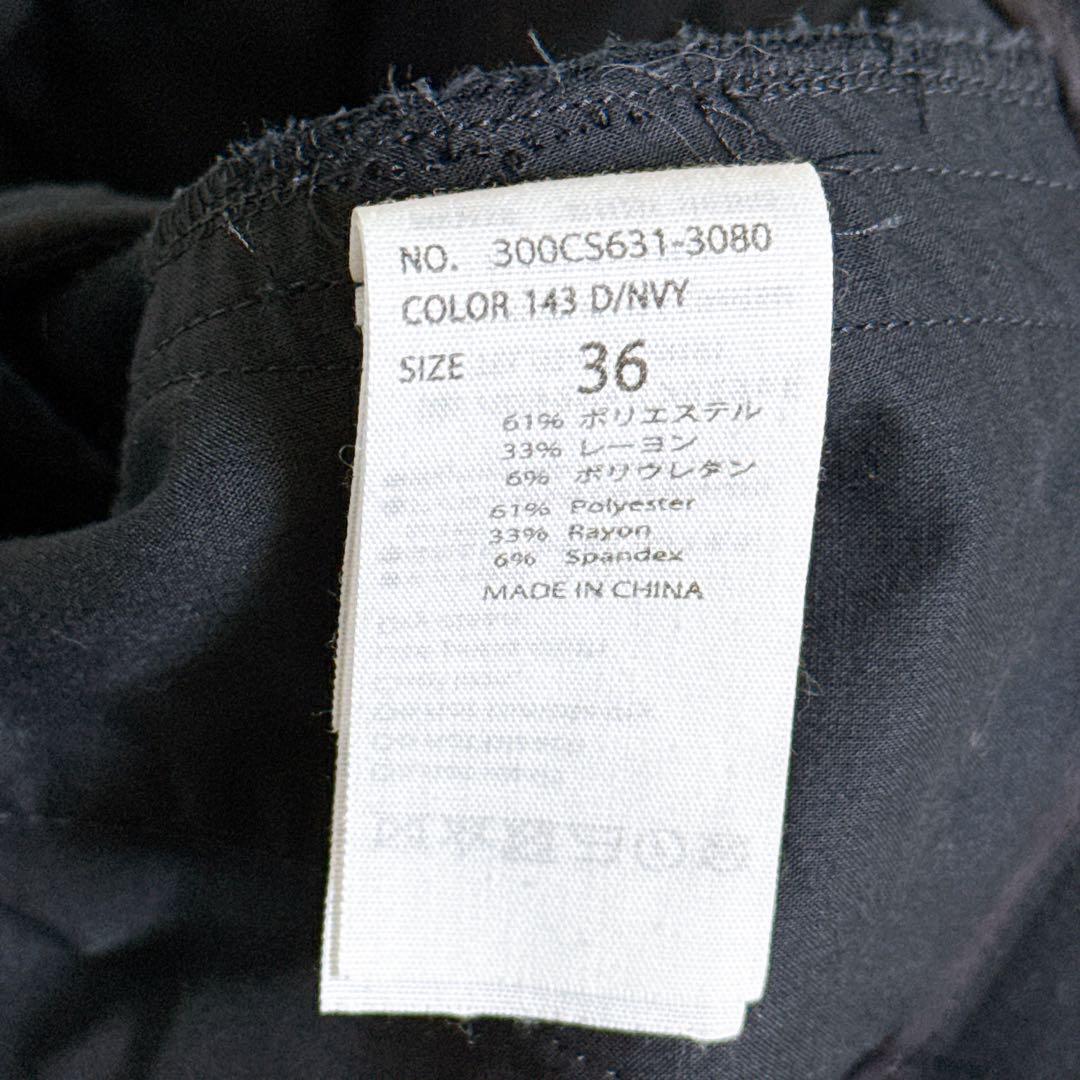 NO. 300CS631-3080
COLOR 143 D/NVY
SIZE 36
61% ポリエステル
33% レーヨン
6% ポリウレタン
61% Polyester
33% Rayon
6% Spandex
MADE IN CHINA